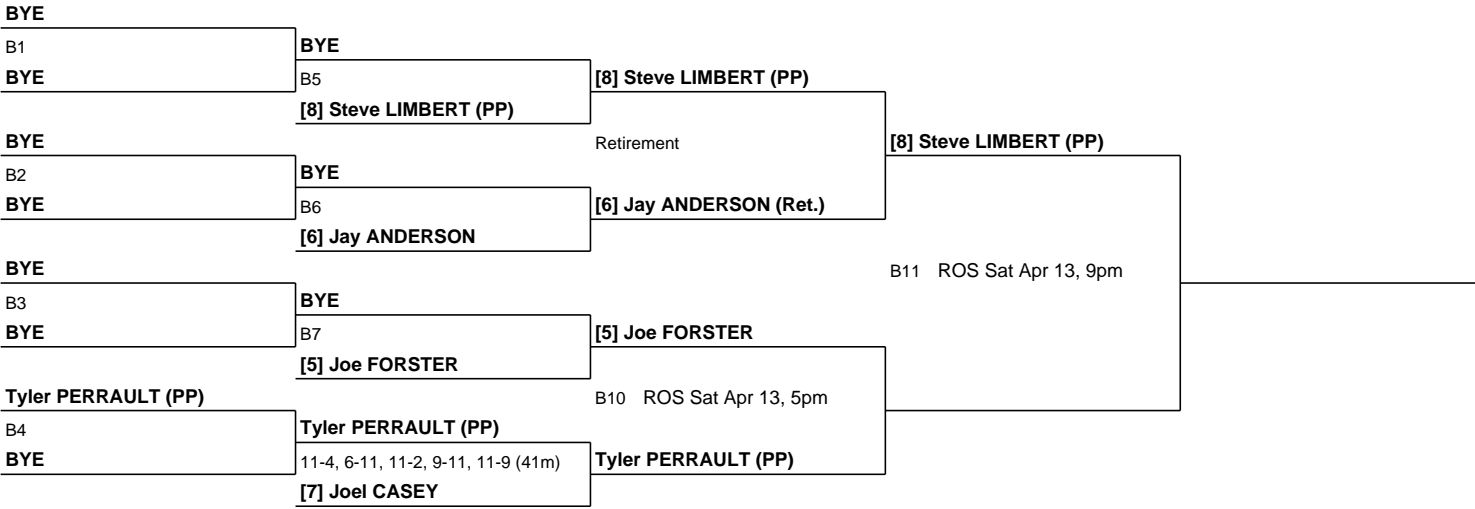 BYE
B1
BYE
BYE
B5
[8] Steve LIMBERT (PP)
[8] Steve LIMBERT (PP)
BYE
Retirement
[8] Steve LIMBERT (PP)
B2
BYE
BYE
B6
[6] Jay ANDERSON (Ret.)
[6] Jay ANDERSON
BYE
B11 ROS Sat Apr 13, 9pm
B3
BYE
BYE
B7
[5] Joe FORSTER
[5] Joe FORSTER
Tyler PERRAULT (PP)
B10 ROS Sat Apr 13, 5pm
B4
Tyler PERRAULT (PP)
BYE
11-4, 6-11, 11-2, 9-11, 11-9 (41m)
Tyler PERRAULT (PP)
[7] Joel CASEY